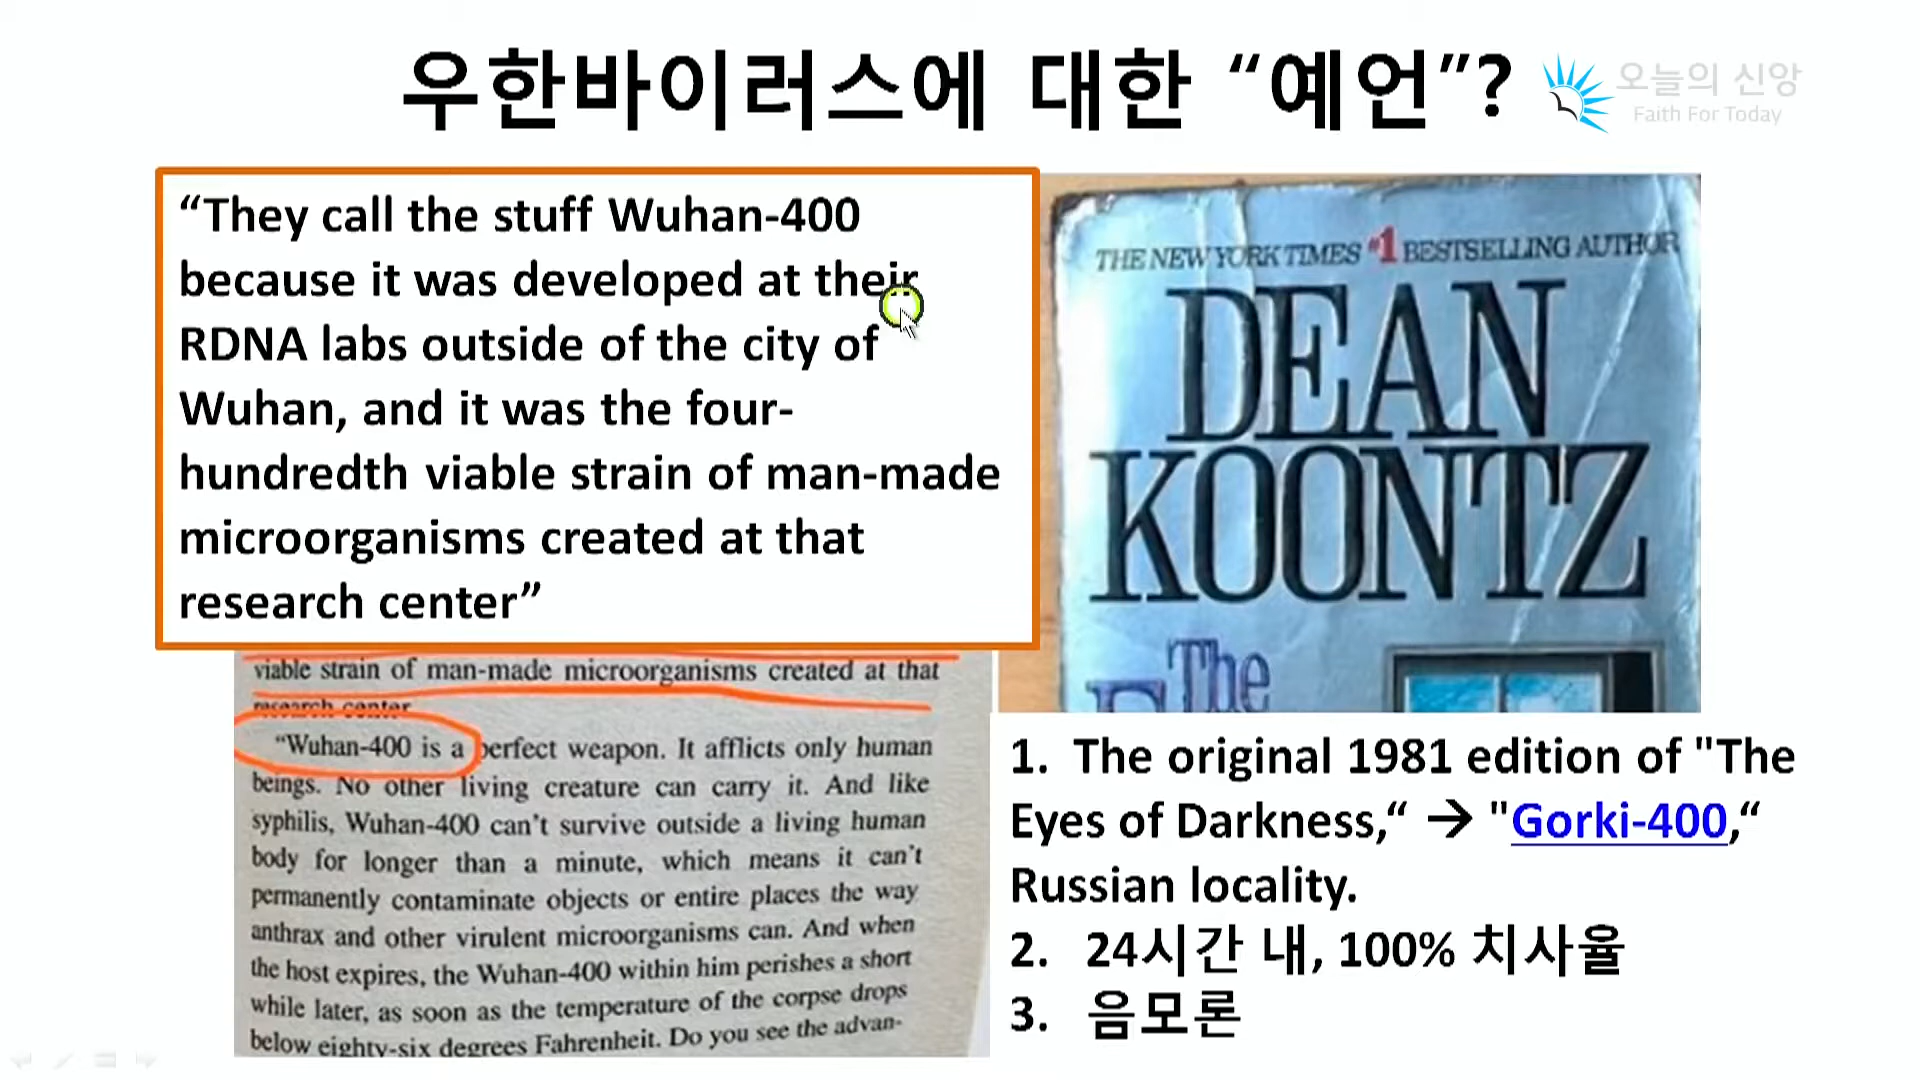 우한바이러스에 대한 “예언”?
오늘의 신앙
Faith For Today
“They call the stuff Wuhan-400
because it was developed at their
RDNA labs outside of the city of
Wuhan, and it was the four-
hundredth viable strain of man-made
microorganisms created at that
research center”
THE NEW YORK TIMES #1 BESTSELLING AUTHOR
DEAN
KOONTZ
The
viable strain of man-made microorganisms created at that
research center
“Wuhan-400 is a perfect weapon. It afflicts only human
beings. No other living creature can carry it. And like
syphilis, Wuhan-400 can’t survive outside a living human
body for longer than a minute, which means it can’t
permanently contaminate objects or entire places the way
anthrax and other virulent microorganisms can. And when
the host expires, the Wuhan-400 within him perishes a short
while later, as soon as the temperature of the corpse drops
below eighty-six degrees Fahrenheit. Do you see the advan-
1. The original 1981 edition of "The
Eyes of Darkness,“ → "Gorki-400,“
Russian locality.
2. 24시간 내, 100% 치사율
3. 음모론